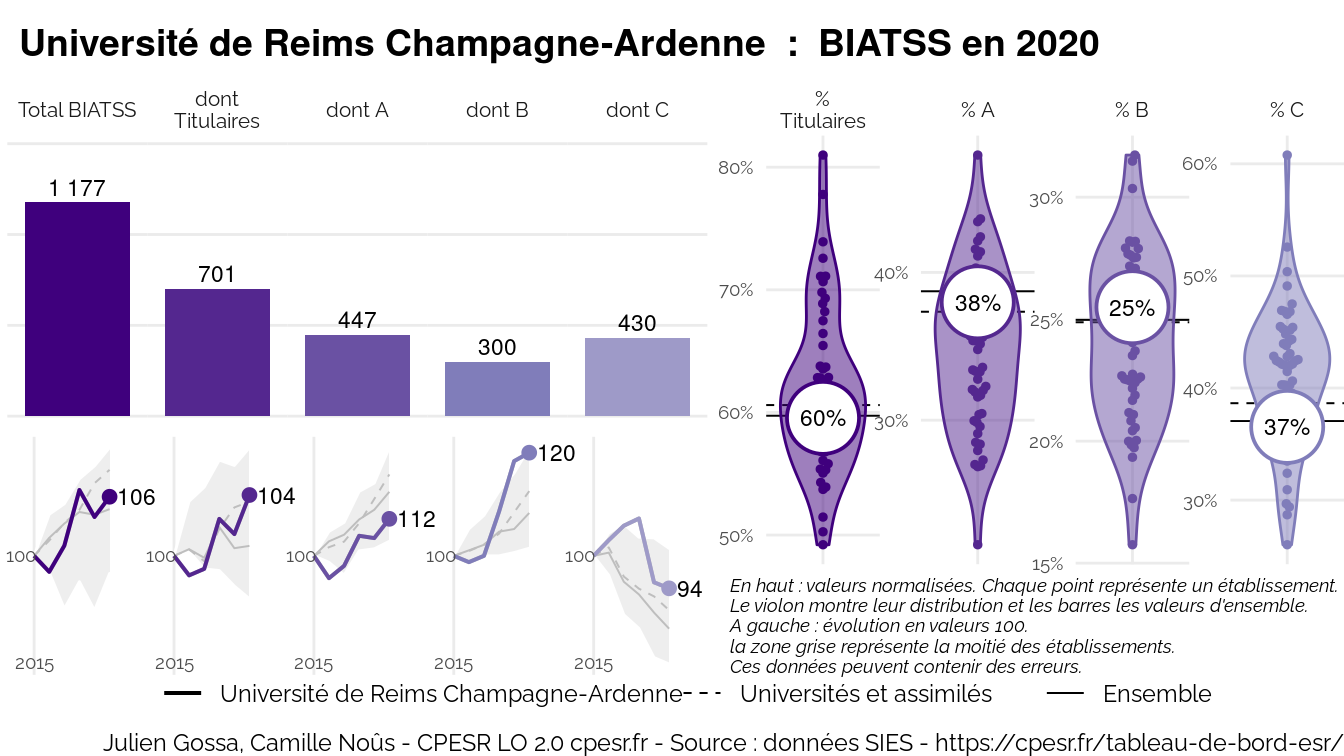 Université de Reims Champagne-Ardenne : BIATSS en 2020
Total BIATSS
dont
Titulaires
dont A
dont B
dont C
1 177
701
447
300
430
106
100
2015
104
100
2015
112
100
2015
120
100
2015
94
100
2015
%
Titulaires
80%
70%
60%
50%
60%
% A
40%
30%
38%
% B
30%
25%
20%
15%
25%
% C
60%
50%
40%
30%
37%
En haut : valeurs normalisées. Chaque point représente un établissement.
Le violon montre leur distribution et les barres les valeurs d'ensemble.
A gauche : évolution en valeurs 100.
la zone grise représente la moitié des établissements.
Ces données peuvent contenir des erreurs.
Université de Reims Champagne-Ardenne
Universités et assimilés
Ensemble
Julien Gossa, Camille Noûs - CPESR LO 2.0 cpesr.fr - Source : données SIES - https://cpesr.fr/tableau-de-bord-esr/